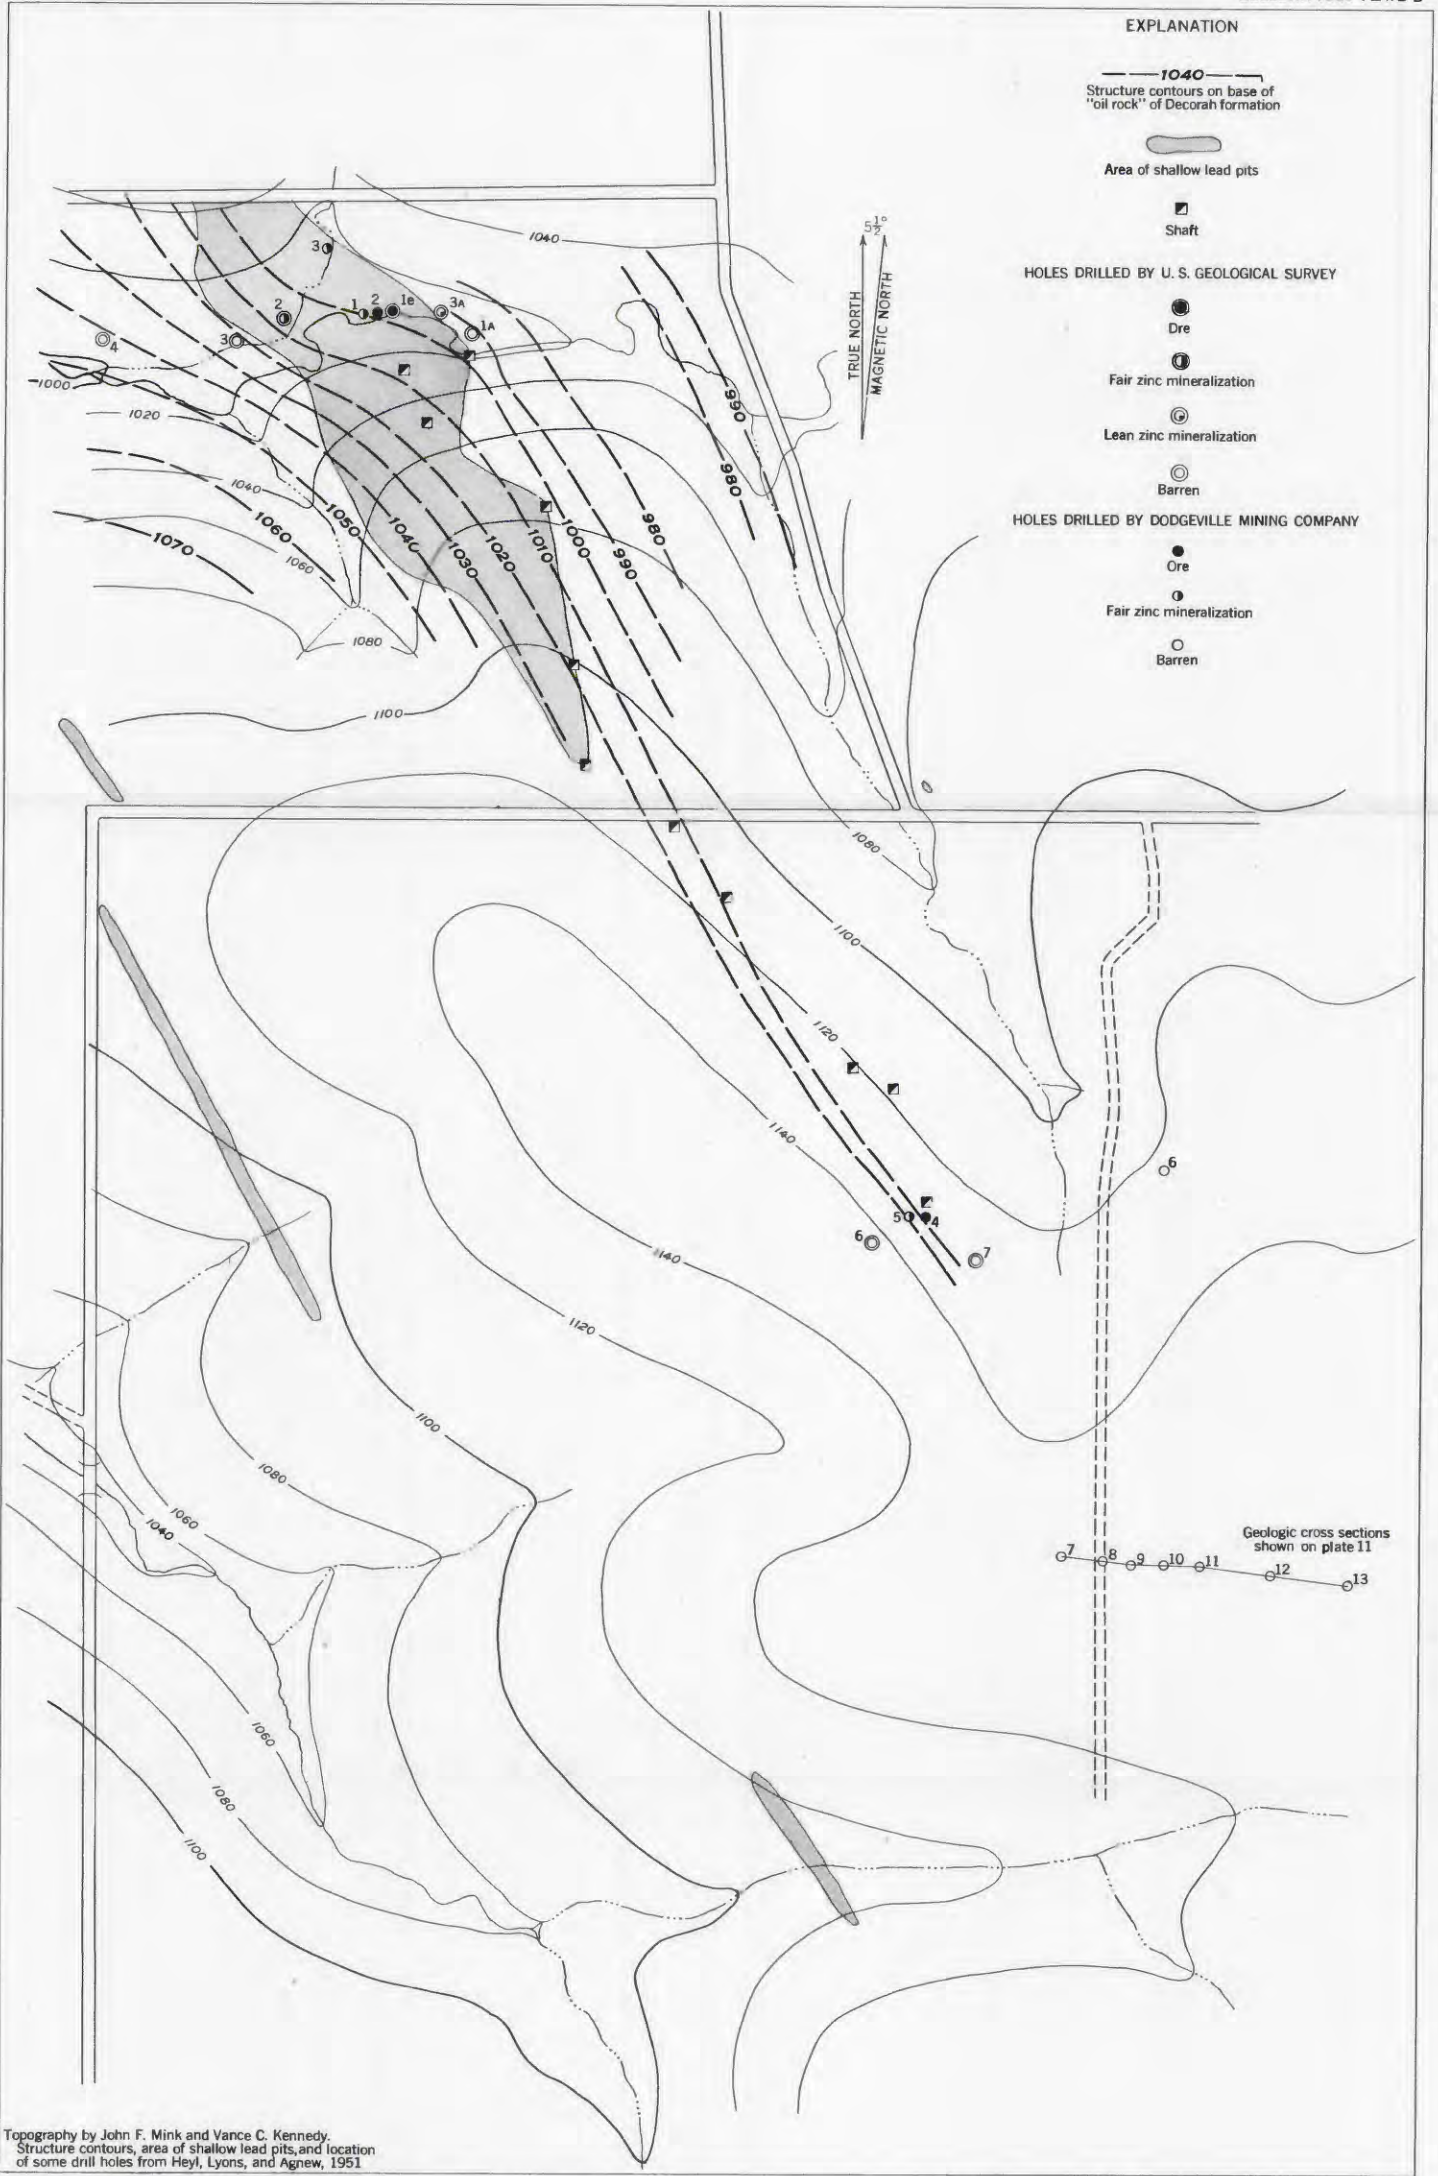 EXPLANATION
1040
Structure contours on base of
"oil rock" of Decorah formation
Area of shallow lead pits
Shaft
HOLES DRILLED BY U. S. GEOLOGICAL SURVEY
Ore
Fair zinc mineralization
Lean zinc mineralization
Barren
HOLES DRILLED BY DODGEVILLE MINING COMPANY
Ore
Fair zinc mineralization
Barren
5½°
TRUE NORTH
MAGNETIC NORTH
1040
3
2
1
2
1e
3A
1A
3
4
1000
1020
1040
1060
1080
1100
1070
1060
1050
1040
1030
1020
1010
1000
990
980
980
990
1080
1100
1120
1140
6
5
4
6
7
1140
1120
1100
1080
1060
1040
Geologic cross sections
shown on plate 11
7
8
9
10
11
12
13
1060
1080
1100
Topography by John F. Mink and Vance C. Kennedy.
Structure contours, area of shallow lead pits, and location
of some drill holes from Heyl, Lyons, and Agnew, 1951